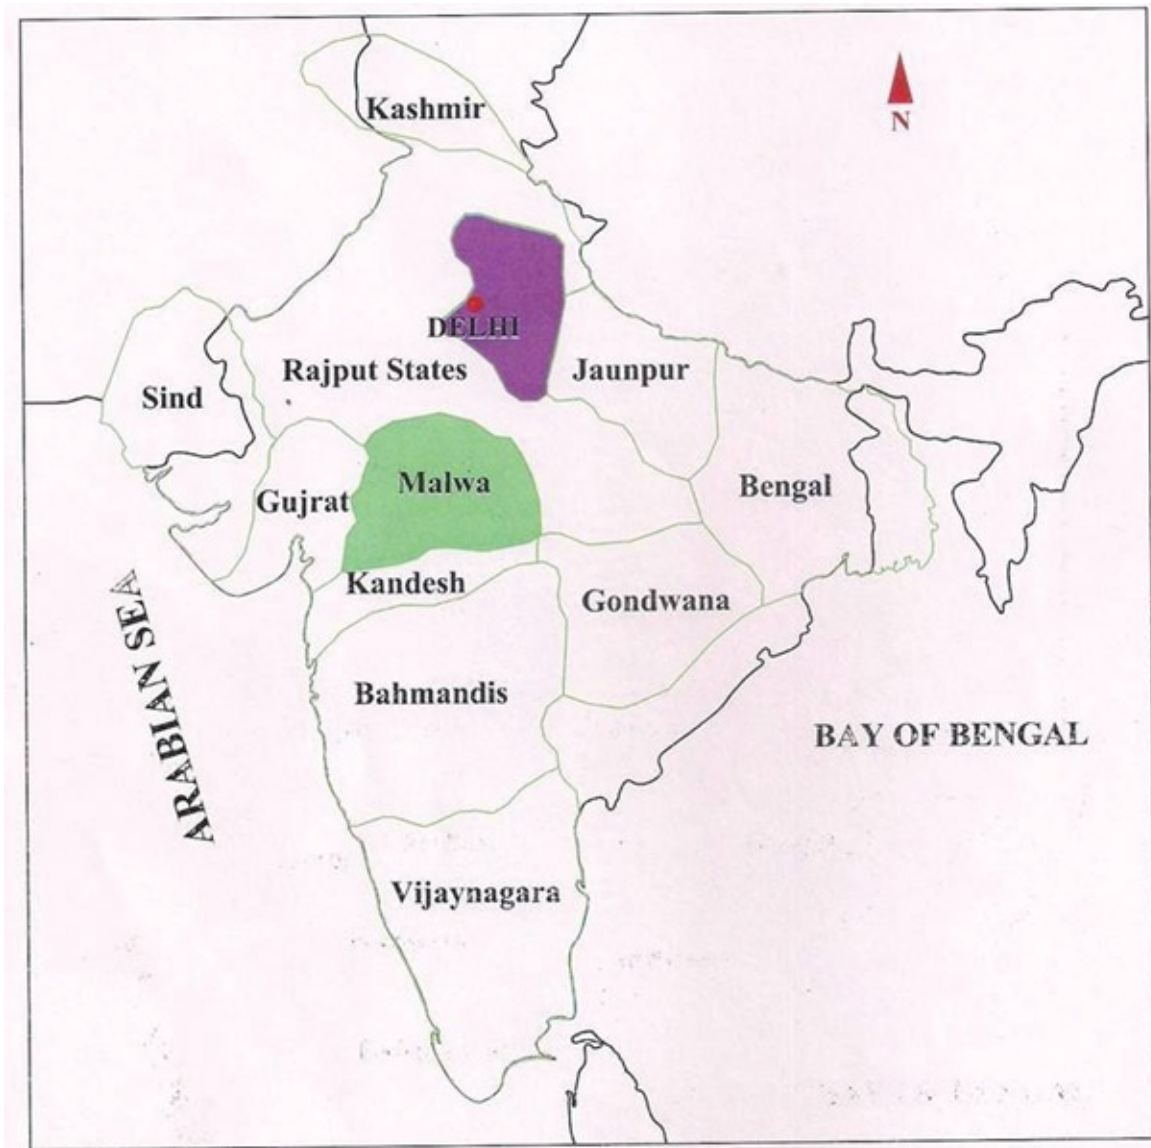 Kashmir
N
DELHI
Rajput States
Jaunpur
Sind
Malwa
Gujrat
Bengal
Kandesh
Gondwana
ARABIAN SEA
Bahmandis
BAY OF BENGAL
Vijaynagara